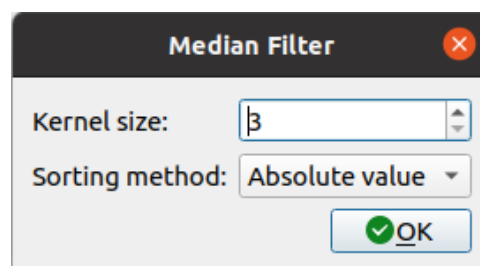 Median Filter
Kernel size: 3
Sorting method: Absolute value
OK